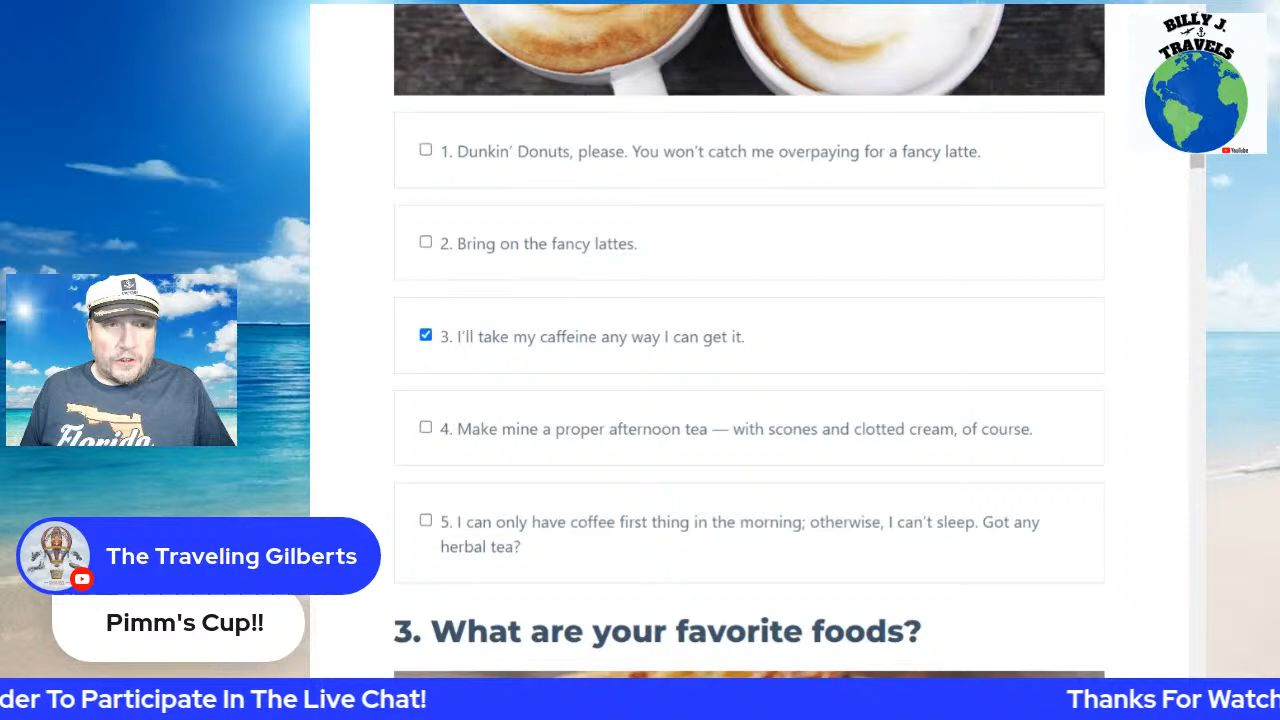 BILLY J.
TRAVELS
YouTube
1. Dunkin’ Donuts, please. You won’t catch me overpaying for a fancy latte.
2. Bring on the fancy lattes.
3. I’ll take my caffeine any way I can get it.
4. Make mine a proper afternoon tea — with scones and clotted cream, of course.
5. I can only have coffee first thing in the morning; otherwise, I can’t sleep. Got any
herbal tea?
3. What are your favorite foods?
Florida
The Traveling Gilberts
Pimm's Cup!!
der To Participate In The Live Chat!
Thanks For Watch